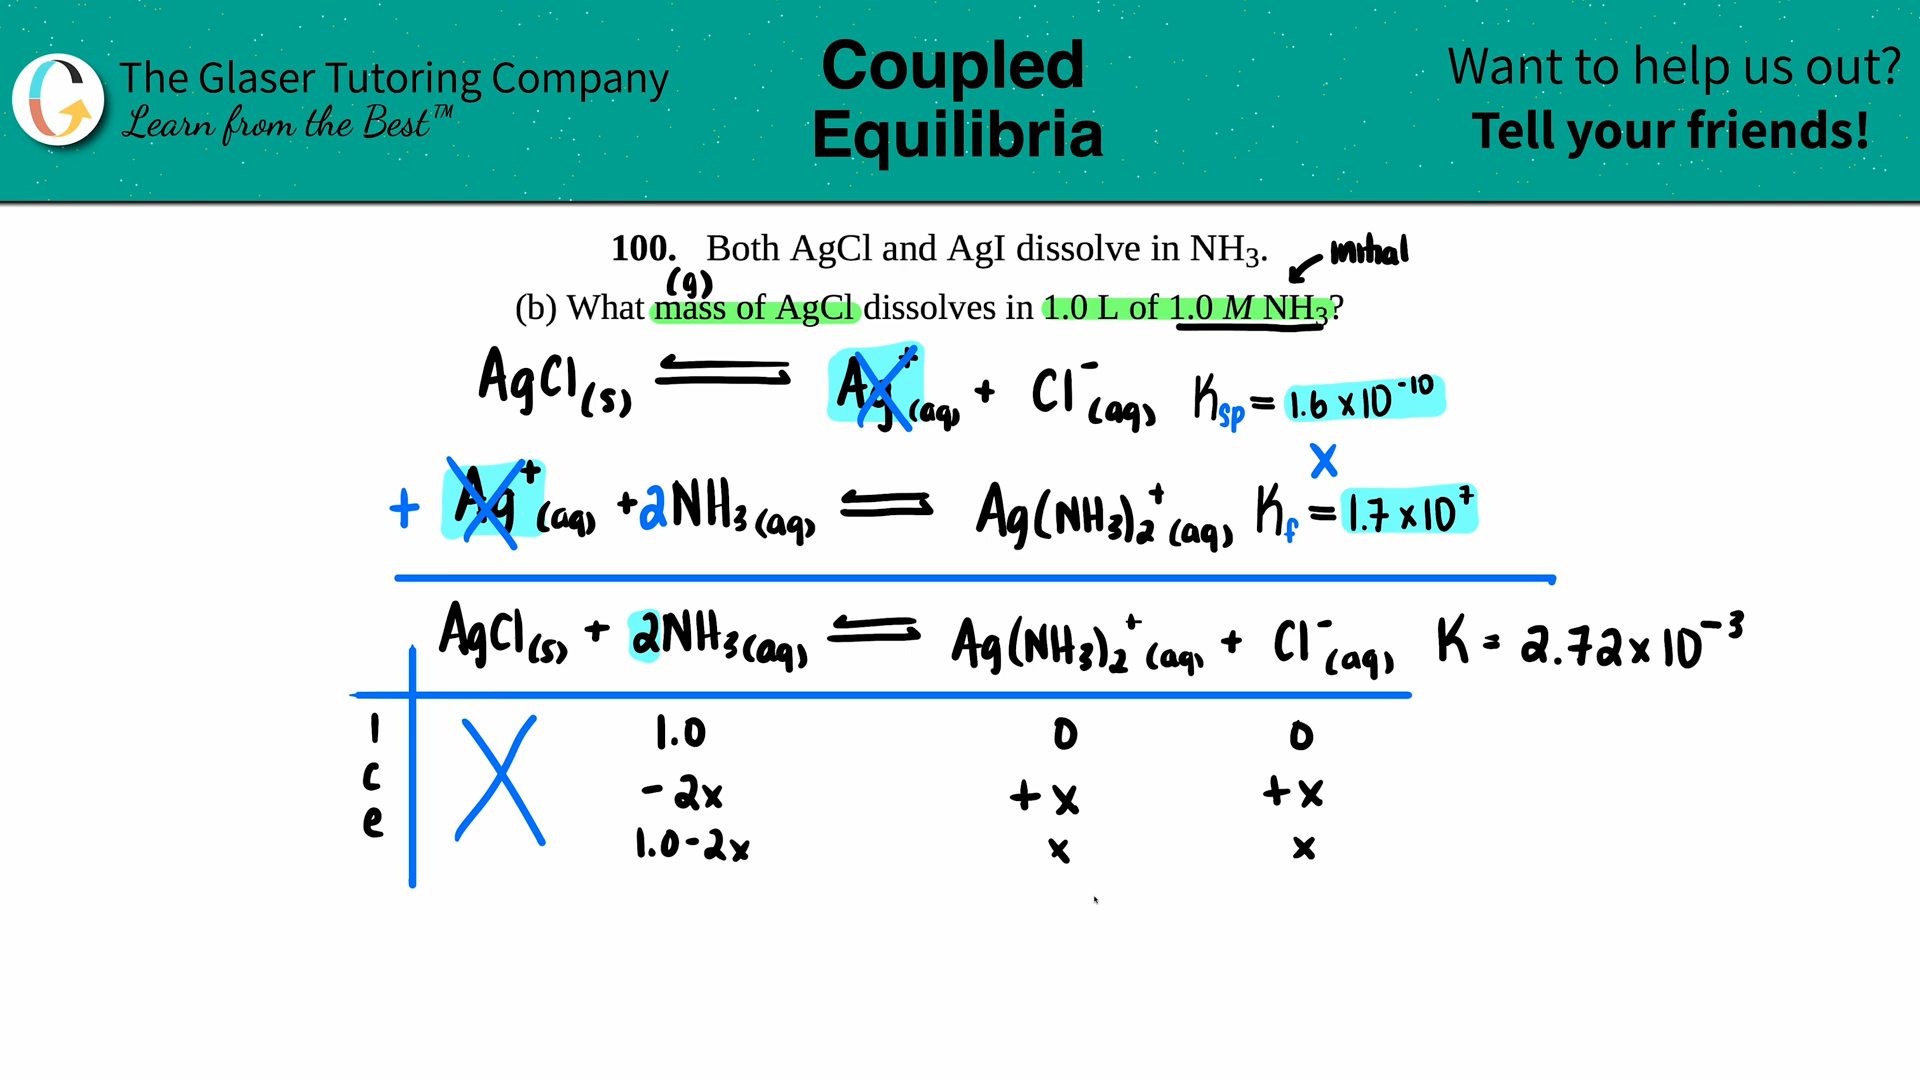 The Glaser Tutoring Company
Learn from the Best™
Coupled
Equilibria
Want to help us out?
Tell your friends!
100. Both AgCl and AgI dissolve in NH₃.
initial
(g)
(b) What mass of AgCl dissolves in 1.0 L of 1.0 M NH₃?
AgCl(s) ⇌ Ag⁺(aq) + Cl⁻(aq) Ksp = 1.6 x 10⁻¹⁰
x
+ Ag⁺(aq) + 2NH₃(aq) ⇌ Ag(NH₃)₂⁺(aq) Kf = 1.7 x 10⁷
AgCl(s) + 2NH₃(aq) ⇌ Ag(NH₃)₂⁺(aq) + Cl⁻(aq) K = 2.72 x 10⁻³
I X 1.0 0 0
C - 2x + x + x
e 1.0 - 2x x x